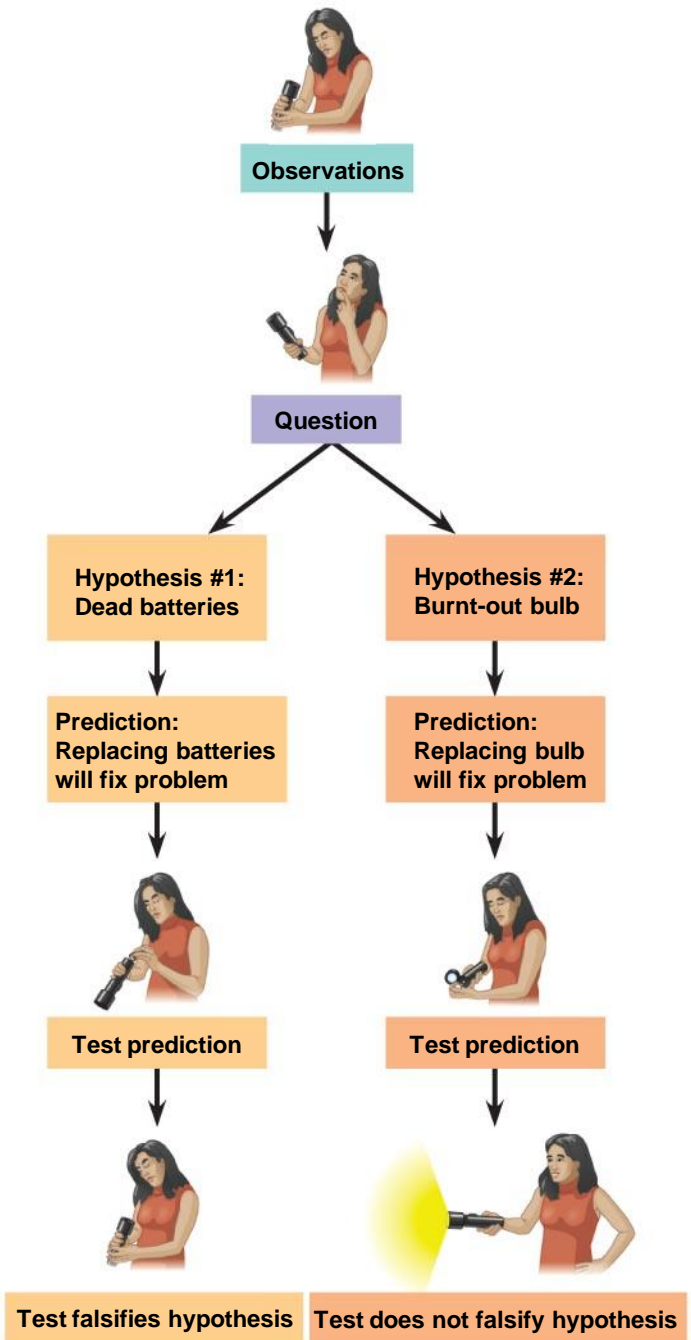 Observations
Question
Hypothesis #1:
Dead batteries
Hypothesis #2:
Burnt-out bulb
Prediction:
Replacing batteries
will fix problem
Prediction:
Replacing bulb
will fix problem
Test prediction
Test prediction
Test falsifies hypothesis
Test does not falsify hypothesis